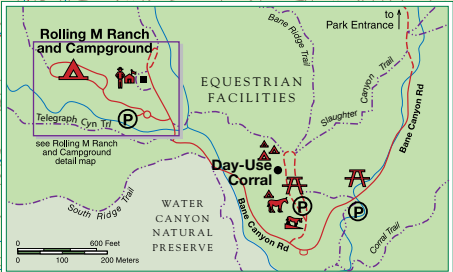 to
Park Entrance
Rolling M Ranch
and Campground
Bane Ridge Trail
EQUESTRIAN
FACILITIES
Slaughter Canyon Trail
Bane Canyon Rd
Telegraph Cyn Trl
P
see Rolling M Ranch
and Campground
detail map
Day-Use
Corral
South Ridge Trail
WATER
CANYON
NATURAL
PRESERVE
Bane Canyon Rd
P
P
Corral Trail
0 600 Feet
0 100 200 Meters